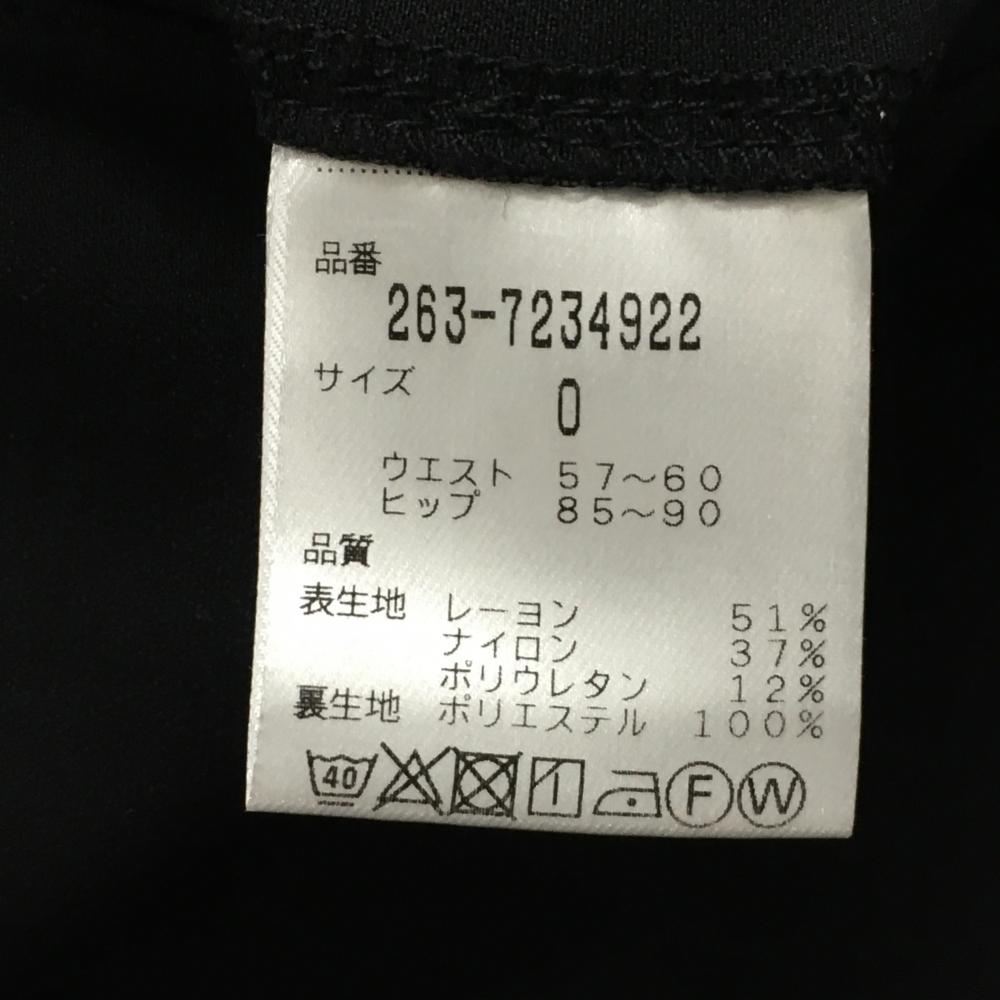 品番
263-7234922
サイズ
0
ウエスト 57〜60
ヒップ 85〜90
品質
表生地 レーヨン 51%
ナイロン 37%
ポリウレタン 12%
裏生地 ポリエステル 100%
40 F W